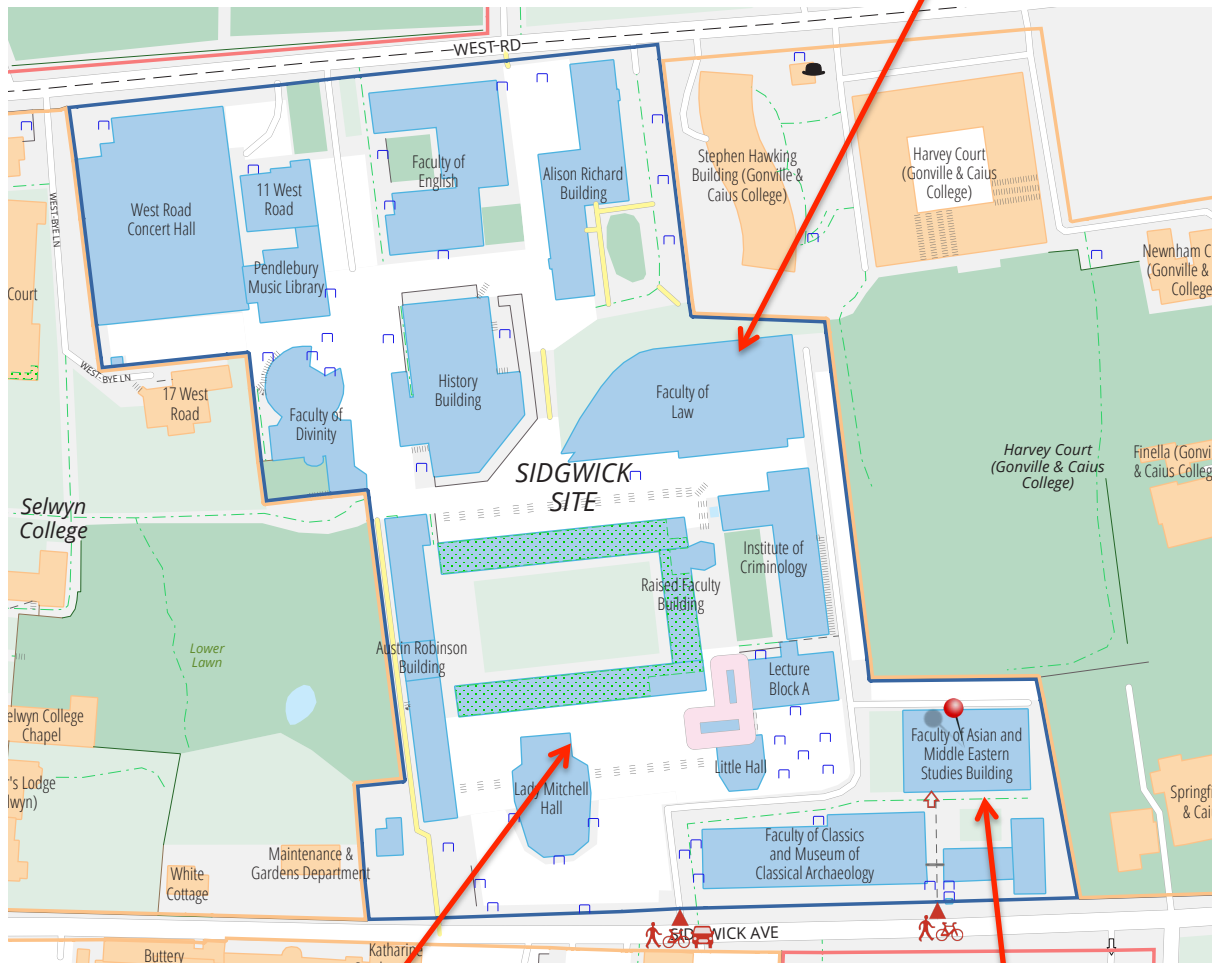 WEST RD
WEST-BYE LN
West Road
Concert Hall
11 West
Road
Pendlebury
Music Library
Faculty of
English
Alison Richard
Building
Stephen Hawking
Building (Gonville &
Caius College)
Harvey Court
(Gonville & Caius
College)
Newnham C
(Gonville &
College
Court
WEST-BYE LN
17 West
Road
Faculty of
Divinity
History
Building
Faculty of
Law
Harvey Court
(Gonville & Caius
College)
Finella (Gonvi
& Caius Colleg
SIDGWICK
SITE
Selwyn
College
Institute of
Criminology
Raised Faculty
Building
Austin Robinson
Building
Lower
Lawn
Lecture
Block A
elwyn College
Chapel
Faculty of Asian and
Middle Eastern
Studies Building
Little Hall
Lady Mitchell
Hall
's Lodge
lwyn)
Springf
& Cai
Faculty of Classics
and Museum of
Classical Archaeology
Maintenance &
Gardens Department
White
Cottage
SIDGWICK AVE
Buttery
Katharine